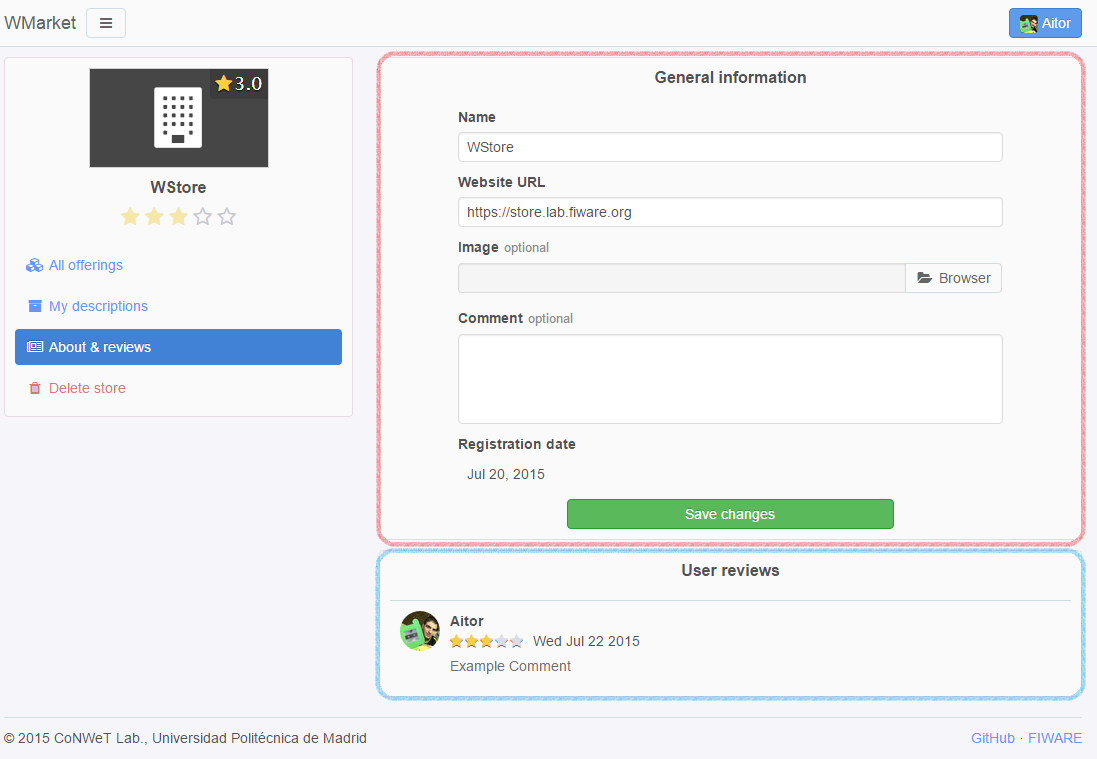 WMarket
Aitor
3.0
WStore
All offerings
My descriptions
About & reviews
Delete store
General information
Name
WStore
Website URL
https://store.lab.fiware.org
Image optional
Browser
Comment optional
Registration date
Jul 20, 2015
Save changes
User reviews
Aitor
Wed Jul 22 2015
Example Comment
© 2015 CoNWeT Lab., Universidad Politécnica de Madrid
GitHub · FIWARE